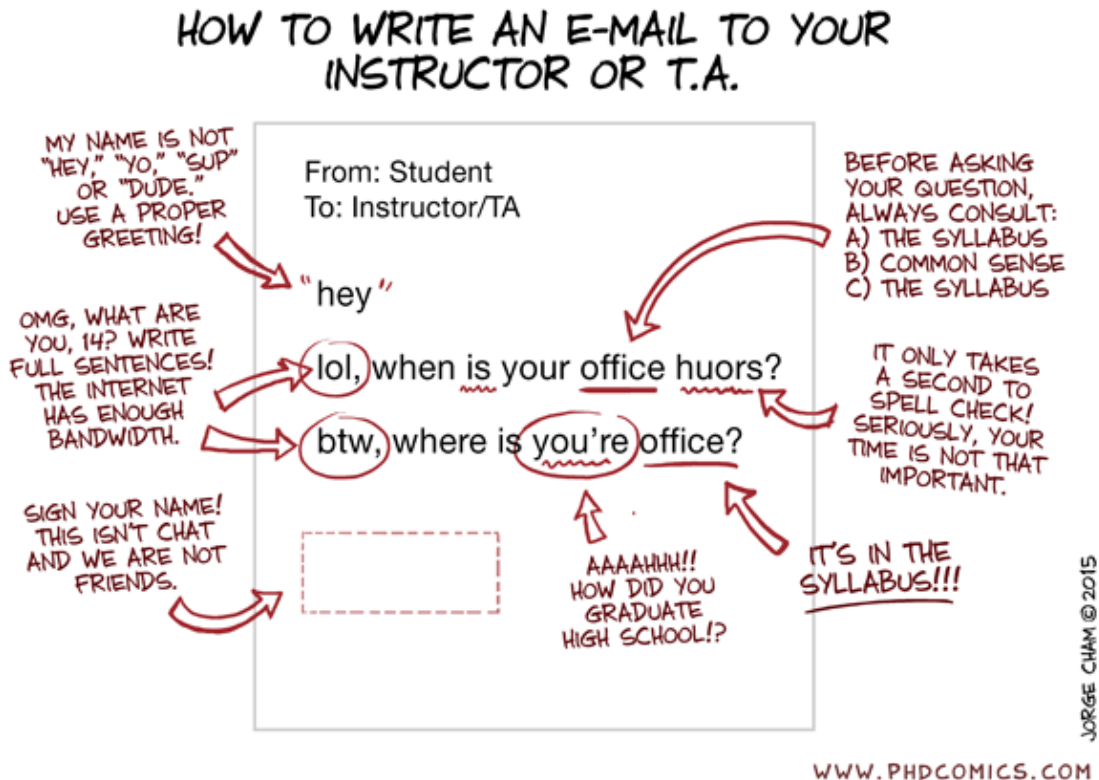 HOW TO WRITE AN E-MAIL TO YOUR
INSTRUCTOR OR T.A.
MY NAME IS NOT
"HEY," "YO," "SUP"
OR "DUDE."
USE A PROPER
GREETING!
From: Student
To: Instructor/TA
BEFORE ASKING
YOUR QUESTION,
ALWAYS CONSULT:
A) THE SYLLABUS
B) COMMON SENSE
C) THE SYLLABUS
"hey"
OMG, WHAT ARE
YOU, 14? WRITE
FULL SENTENCES!
THE INTERNET
HAS ENOUGH
BANDWIDTH.
lol, when is your office huors?
btw, where is you're office?
IT ONLY TAKES
A SECOND TO
SPELL CHECK!
SERIOUSLY, YOUR
TIME IS NOT THAT
IMPORTANT.
SIGN YOUR NAME!
THIS ISN'T CHAT
AND WE ARE NOT
FRIENDS.
AAAAHHH!!
HOW DID YOU
GRADUATE
HIGH SCHOOL!?
IT'S IN THE
SYLLABUS!!!
JORGE CHAM © 2015
WWW.PHDCOMICS.COM